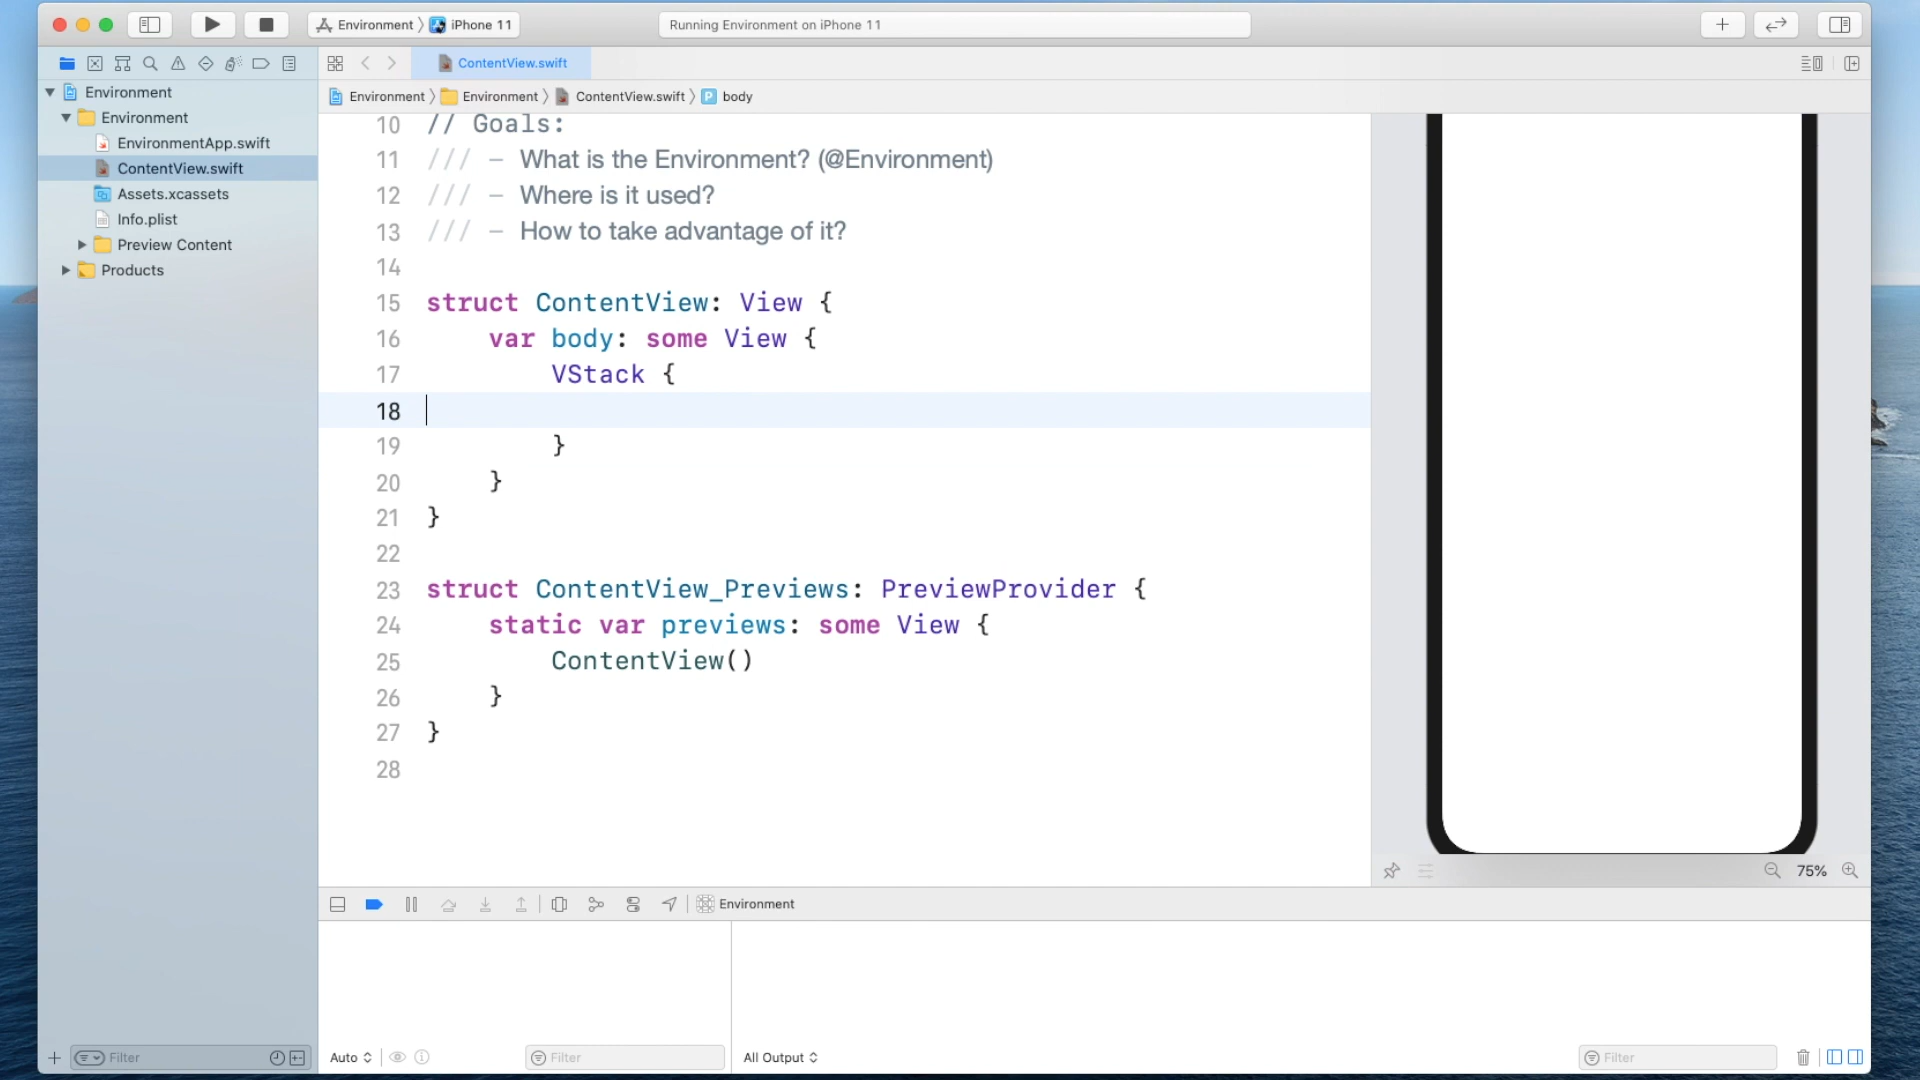 Environment iPhone 11
Running Environment on iPhone 11
ContentView.swift
Environment
Environment
EnvironmentApp.swift
ContentView.swift
Assets.xcassets
Info.plist
Preview Content
Products
Environment Environment ContentView.swift P body
10 // Goals:
11 /// – What is the Environment? (@Environment)
12 /// – Where is it used?
13 /// – How to take advantage of it?
14
15 struct ContentView: View {
16 var body: some View {
17 VStack {
18
19 }
20 }
21 }
22
23 struct ContentView_Previews: PreviewProvider {
24 static var previews: some View {
25 ContentView()
26 }
27 }
28
75%
Environment
Filter
Auto
Filter
All Output
Filter